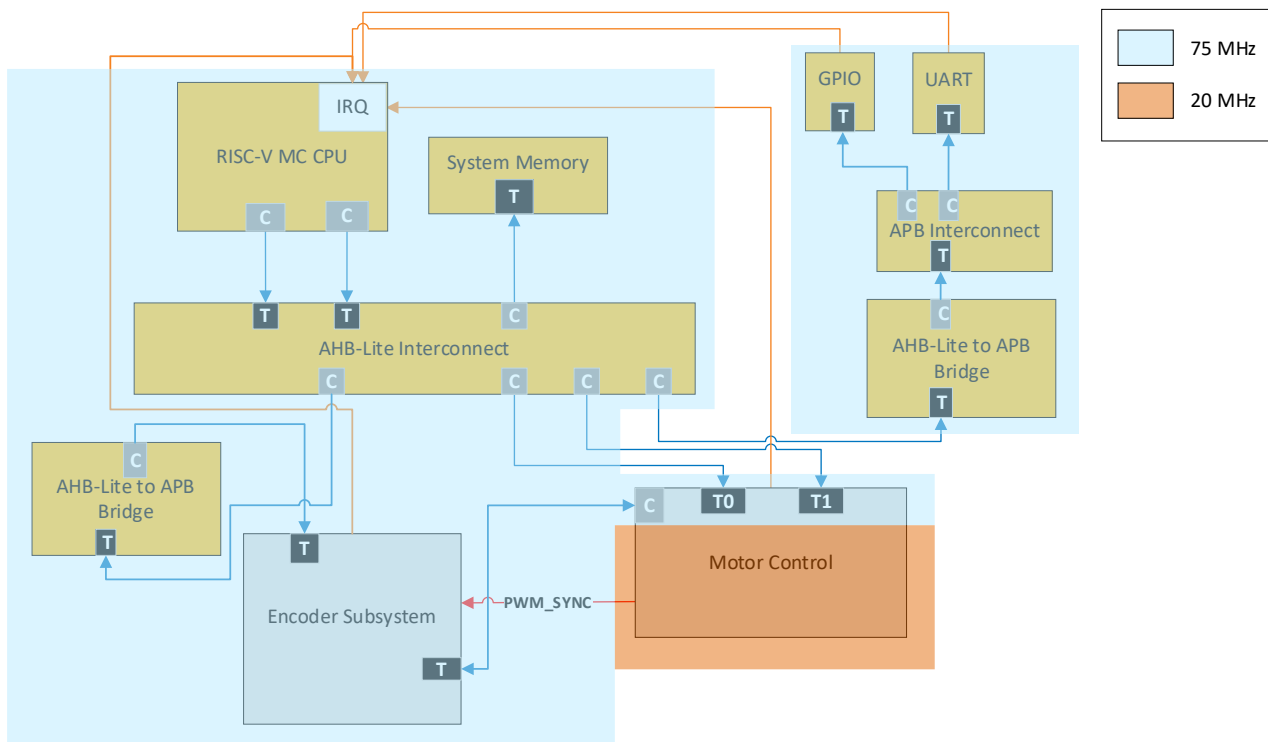 75 MHz
20 MHz
GPIO
UART
T
T
IRQ
RISC-V MC CPU
C
C
System Memory
T
C
C
APB Interconnect
T
T
T
C
AHB-Lite Interconnect
C
C
C
C
C
AHB-Lite to APB
Bridge
T
C
AHB-Lite to APB
Bridge
T
T
Encoder Subsystem
T
C
T0
T1
Motor Control
PWM_SYNC